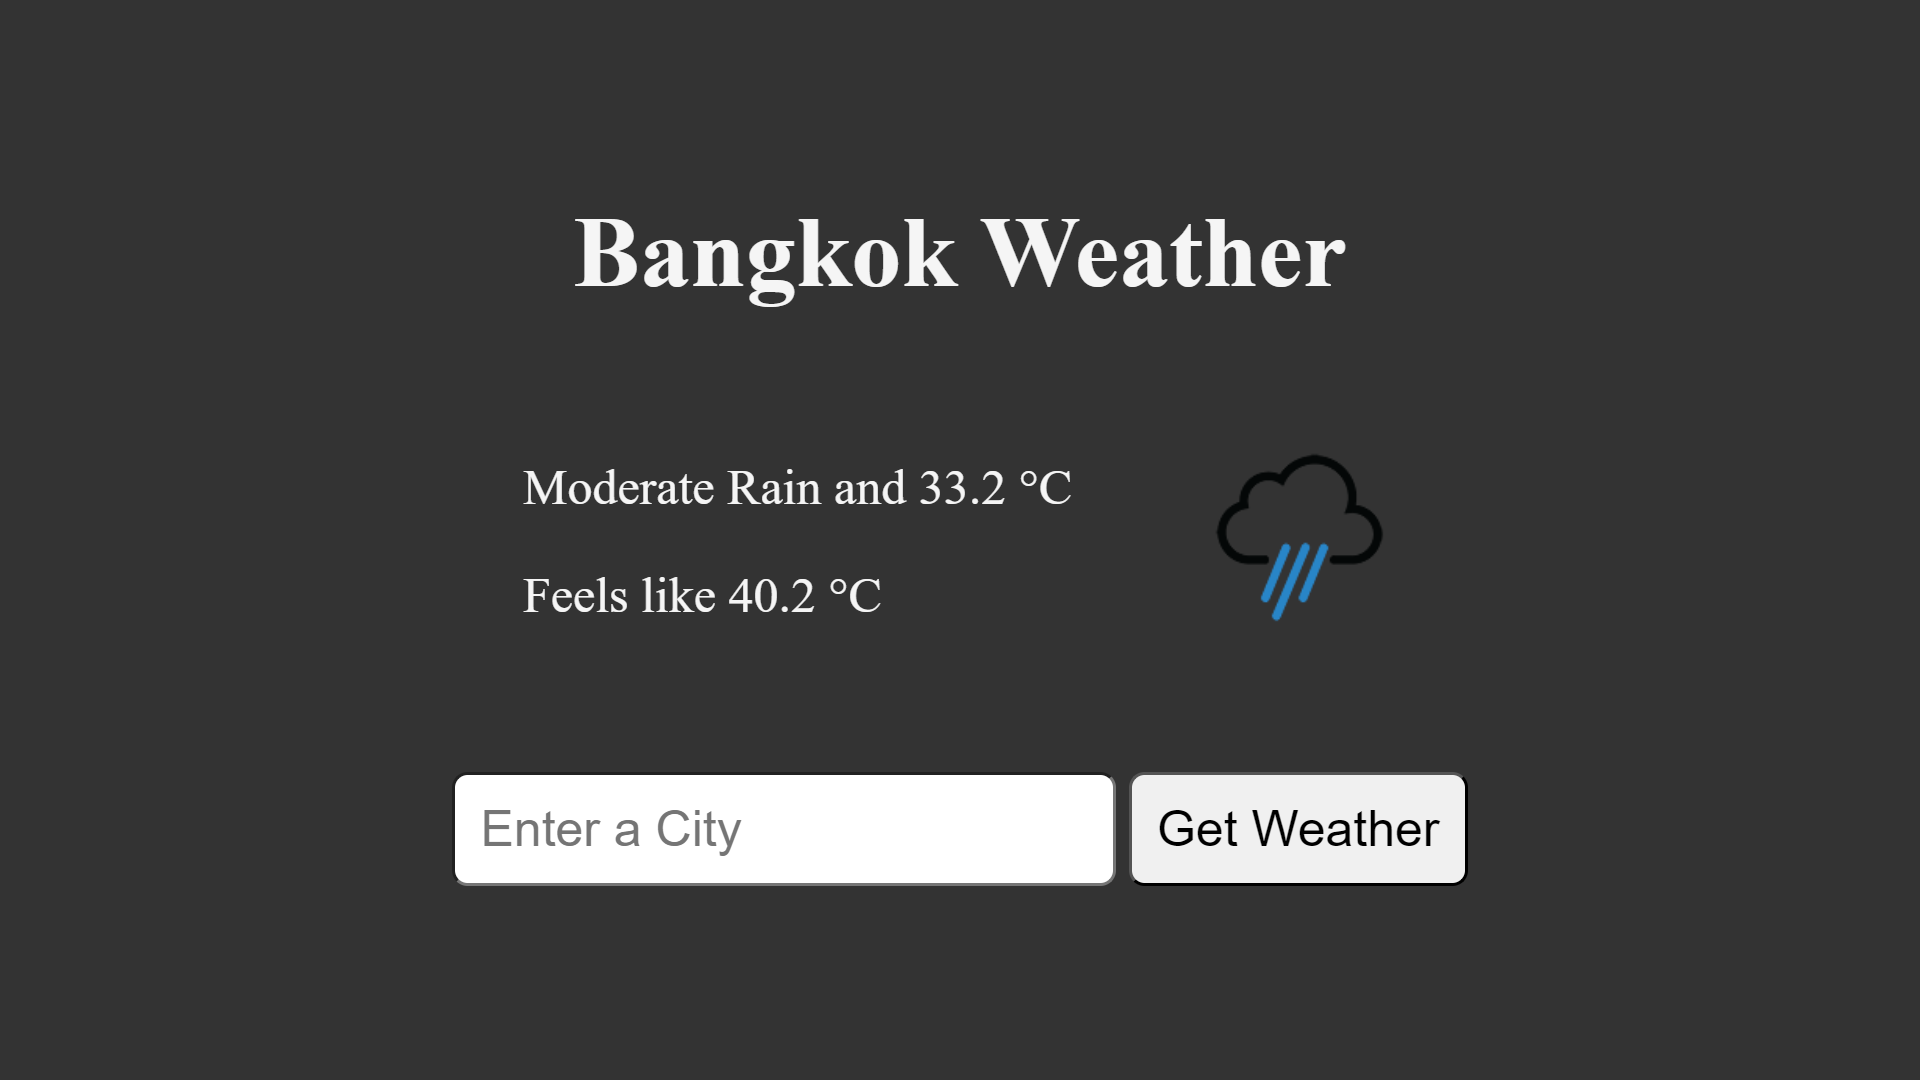 Bangkok Weather
Moderate Rain and 33.2 °C
Feels like 40.2 °C
Enter a City
Get Weather